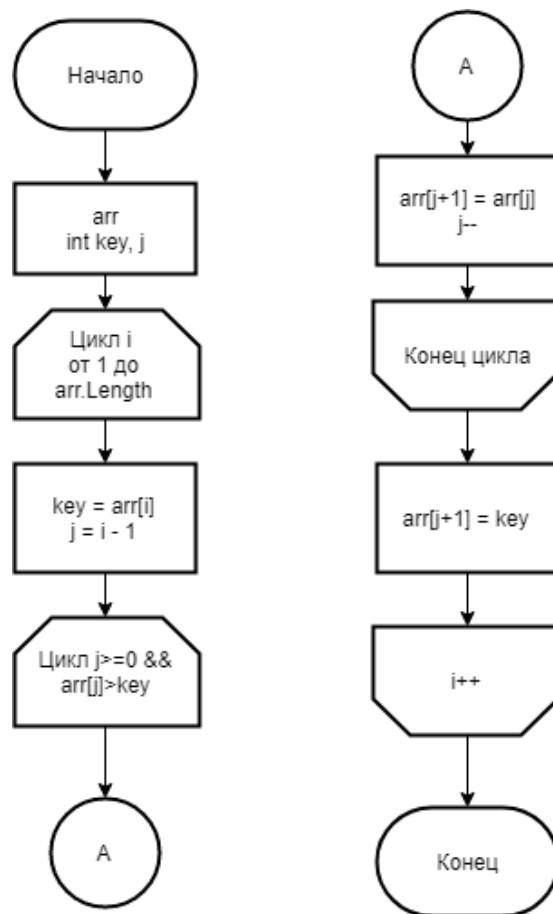 Начало
arr
int key, j
Цикл i
от 1 до
arr.Length
key = arr[i]
j = i - 1
Цикл j>=0 &&
arr[j]>key
A
A
arr[j+1] = arr[j]
j--
Конец цикла
arr[j+1] = key
i++
Конец